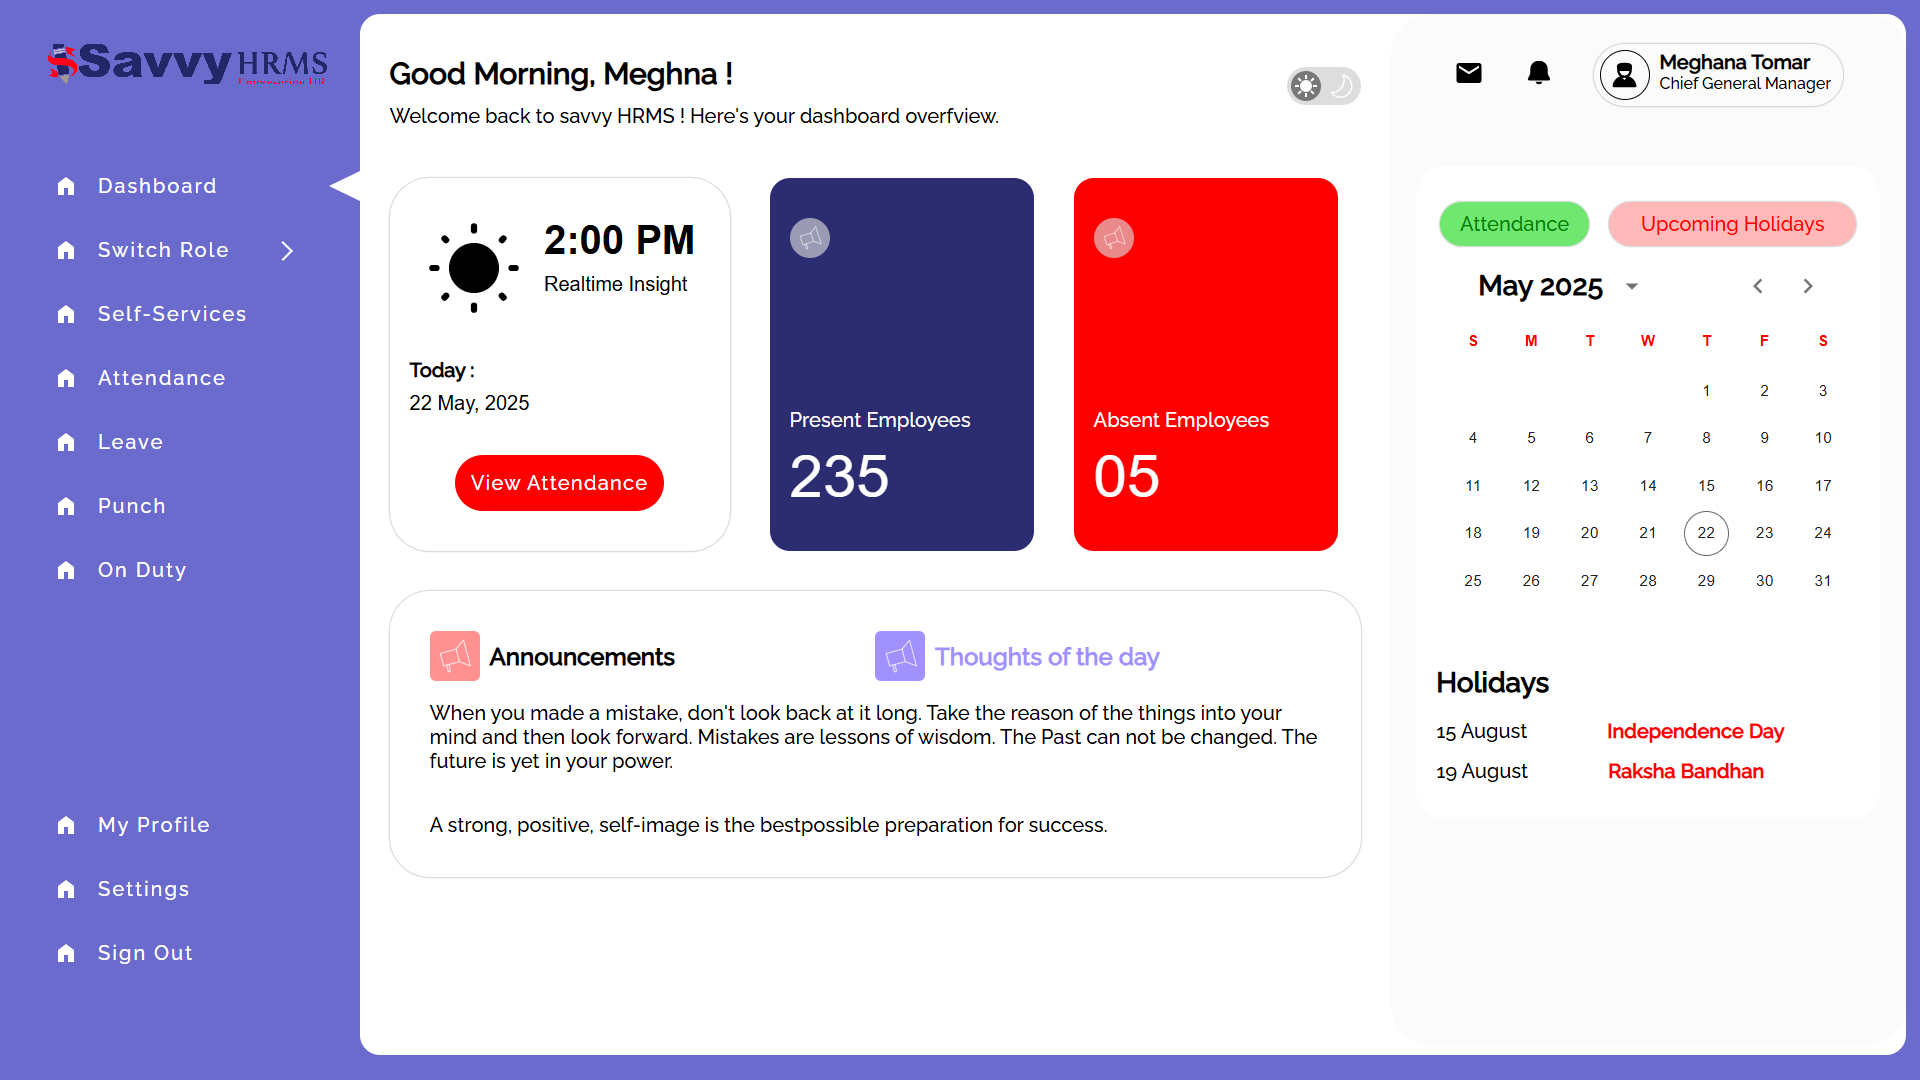 Savvy HRMS
Empowering HR
Dashboard
Switch Role
Self-Services
Attendance
Leave
Punch
On Duty
My Profile
Settings
Sign Out
Good Morning, Meghna !
Welcome back to savvy HRMS ! Here's your dashboard overfview.
2:00 PM
Realtime Insight
Today :
22 May, 2025
View Attendance
Present Employees
235
Absent Employees
05
Announcements
Thoughts of the day
When you made a mistake, don't look back at it long. Take the reason of the things into your
mind and then look forward. Mistakes are lessons of wisdom. The Past can not be changed. The
future is yet in your power.
A strong, positive, self-image is the bestpossible preparation for success.
Meghana Tomar
Chief General Manager
Attendance
Upcoming Holidays
May 2025
S M T W T F S
1 2 3
4 5 6 7 8 9 10
11 12 13 14 15 16 17
18 19 20 21 22 23 24
25 26 27 28 29 30 31
Holidays
15 August Independence Day
19 August Raksha Bandhan